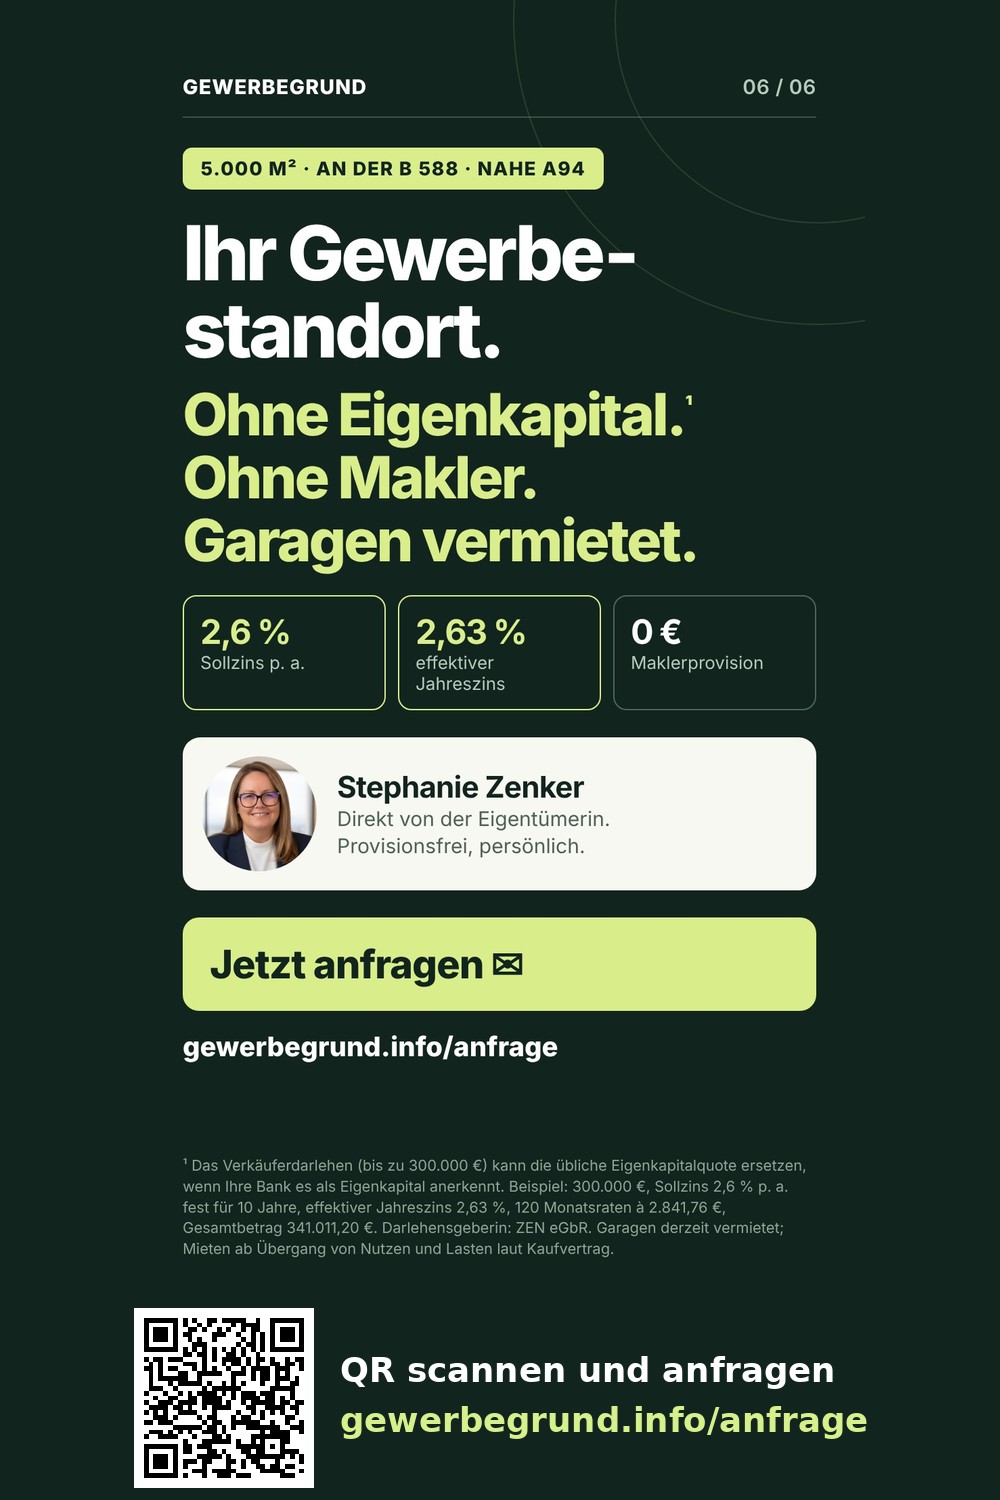 GEWERBEGRUND
06 / 06
5.000 M² · AN DER B 588 · NAHE A94
Ihr Gewerbe-
standort.
Ohne Eigenkapital.¹
Ohne Makler.
Garagen vermietet.
2,6 %
Sollzins p. a.
2,63 %
effektiver
Jahreszins
0 €
Maklerprovision
Stephanie Zenker
Direkt von der Eigentümerin.
Provisionsfrei, persönlich.
Jetzt anfragen ✉
gewerbegrund.info/anfrage
¹ Das Verkäuferdarlehen (bis zu 300.000 €) kann die übliche Eigenkapitalquote ersetzen,
wenn Ihre Bank es als Eigenkapital anerkennt. Beispiel: 300.000 €, Sollzins 2,6 % p. a.
fest für 10 Jahre, effektiver Jahreszins 2,63 %, 120 Monatsraten à 2.841,76 €,
Gesamtbetrag 341.011,20 €. Darlehensgeberin: ZEN eGbR. Garagen derzeit vermietet;
Mieten ab Übergang von Nutzen und Lasten laut Kaufvertrag.
QR scannen und anfragen
gewerbegrund.info/anfrage